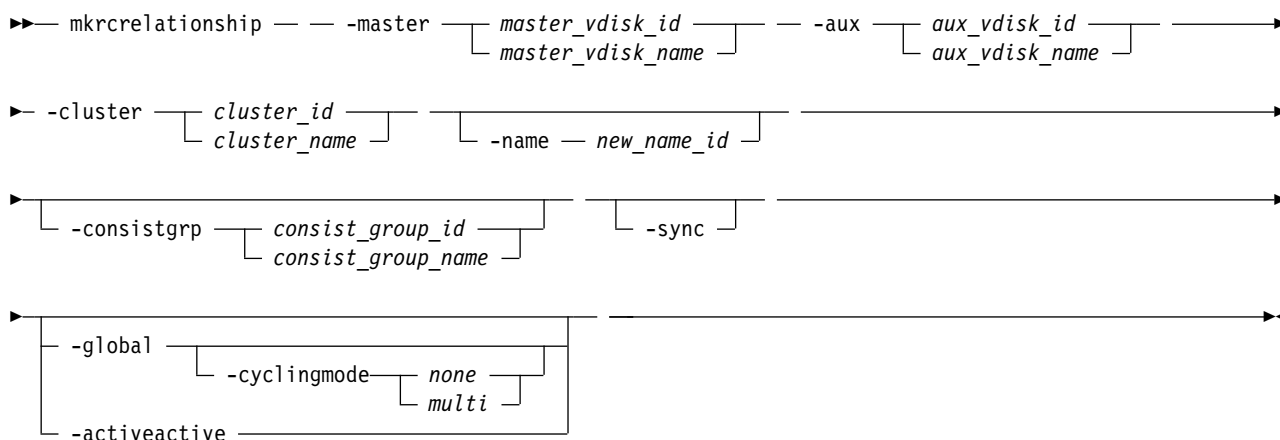 mkrcrelationship -master master_vdisk_id -aux aux_vdisk_id
master_vdisk_name aux_vdisk_name
-cluster cluster_id
cluster_name -name new_name_id
-consistgrp consist_group_id -sync
consist_group_name
-global
-cyclingmode none
multi
-activeactive